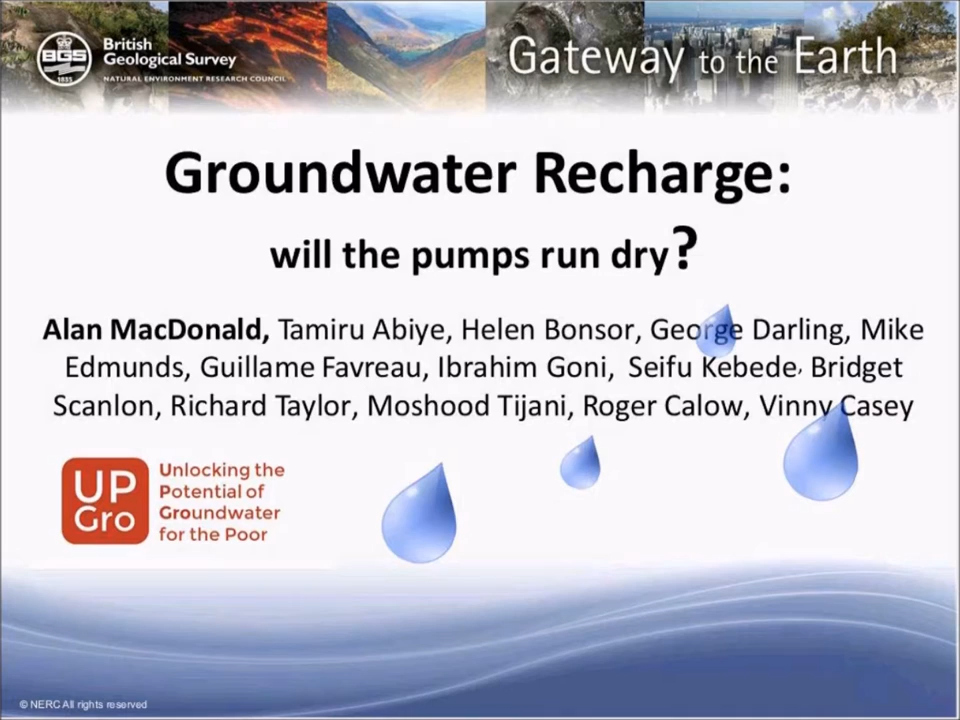 British
Geological Survey
NATURAL ENVIRONMENT RESEARCH COUNCIL
BGS
1835
Gateway to the Earth
Groundwater Recharge:
will the pumps run dry?
Alan MacDonald, Tamiru Abiye, Helen Bonsor, George Darling, Mike
Edmunds, Guillame Favreau, Ibrahim Goni, Seifu Kebede, Bridget
Scanlon, Richard Taylor, Moshood Tijani, Roger Calow, Vinny Casey
UP
Gro
Unlocking the
Potential of
Groundwater
for the Poor
© NERC All rights reserved